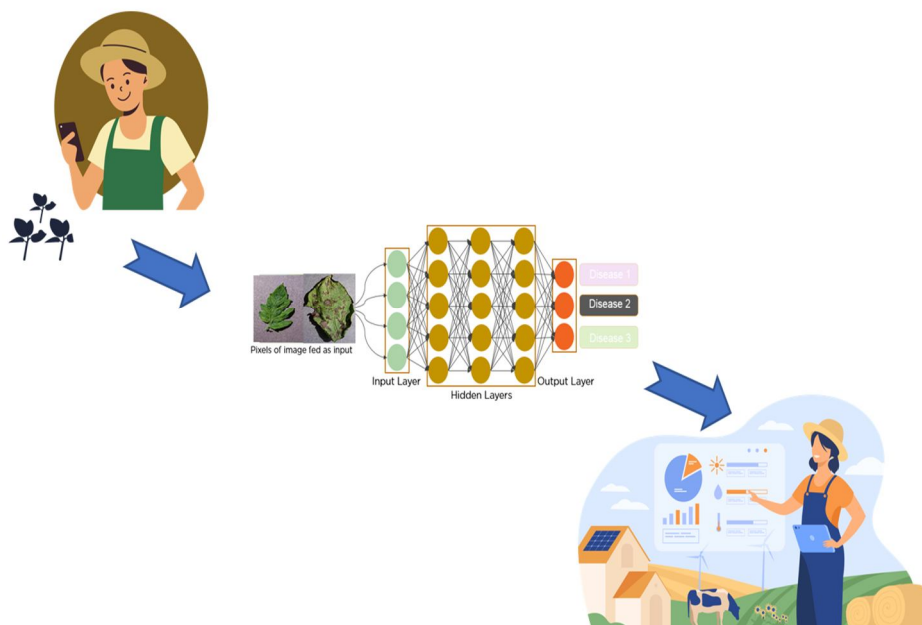 Disease 1
Disease 2
Disease 3
Pixels of image fed as input
Input Layer
Hidden Layers
Output Layer